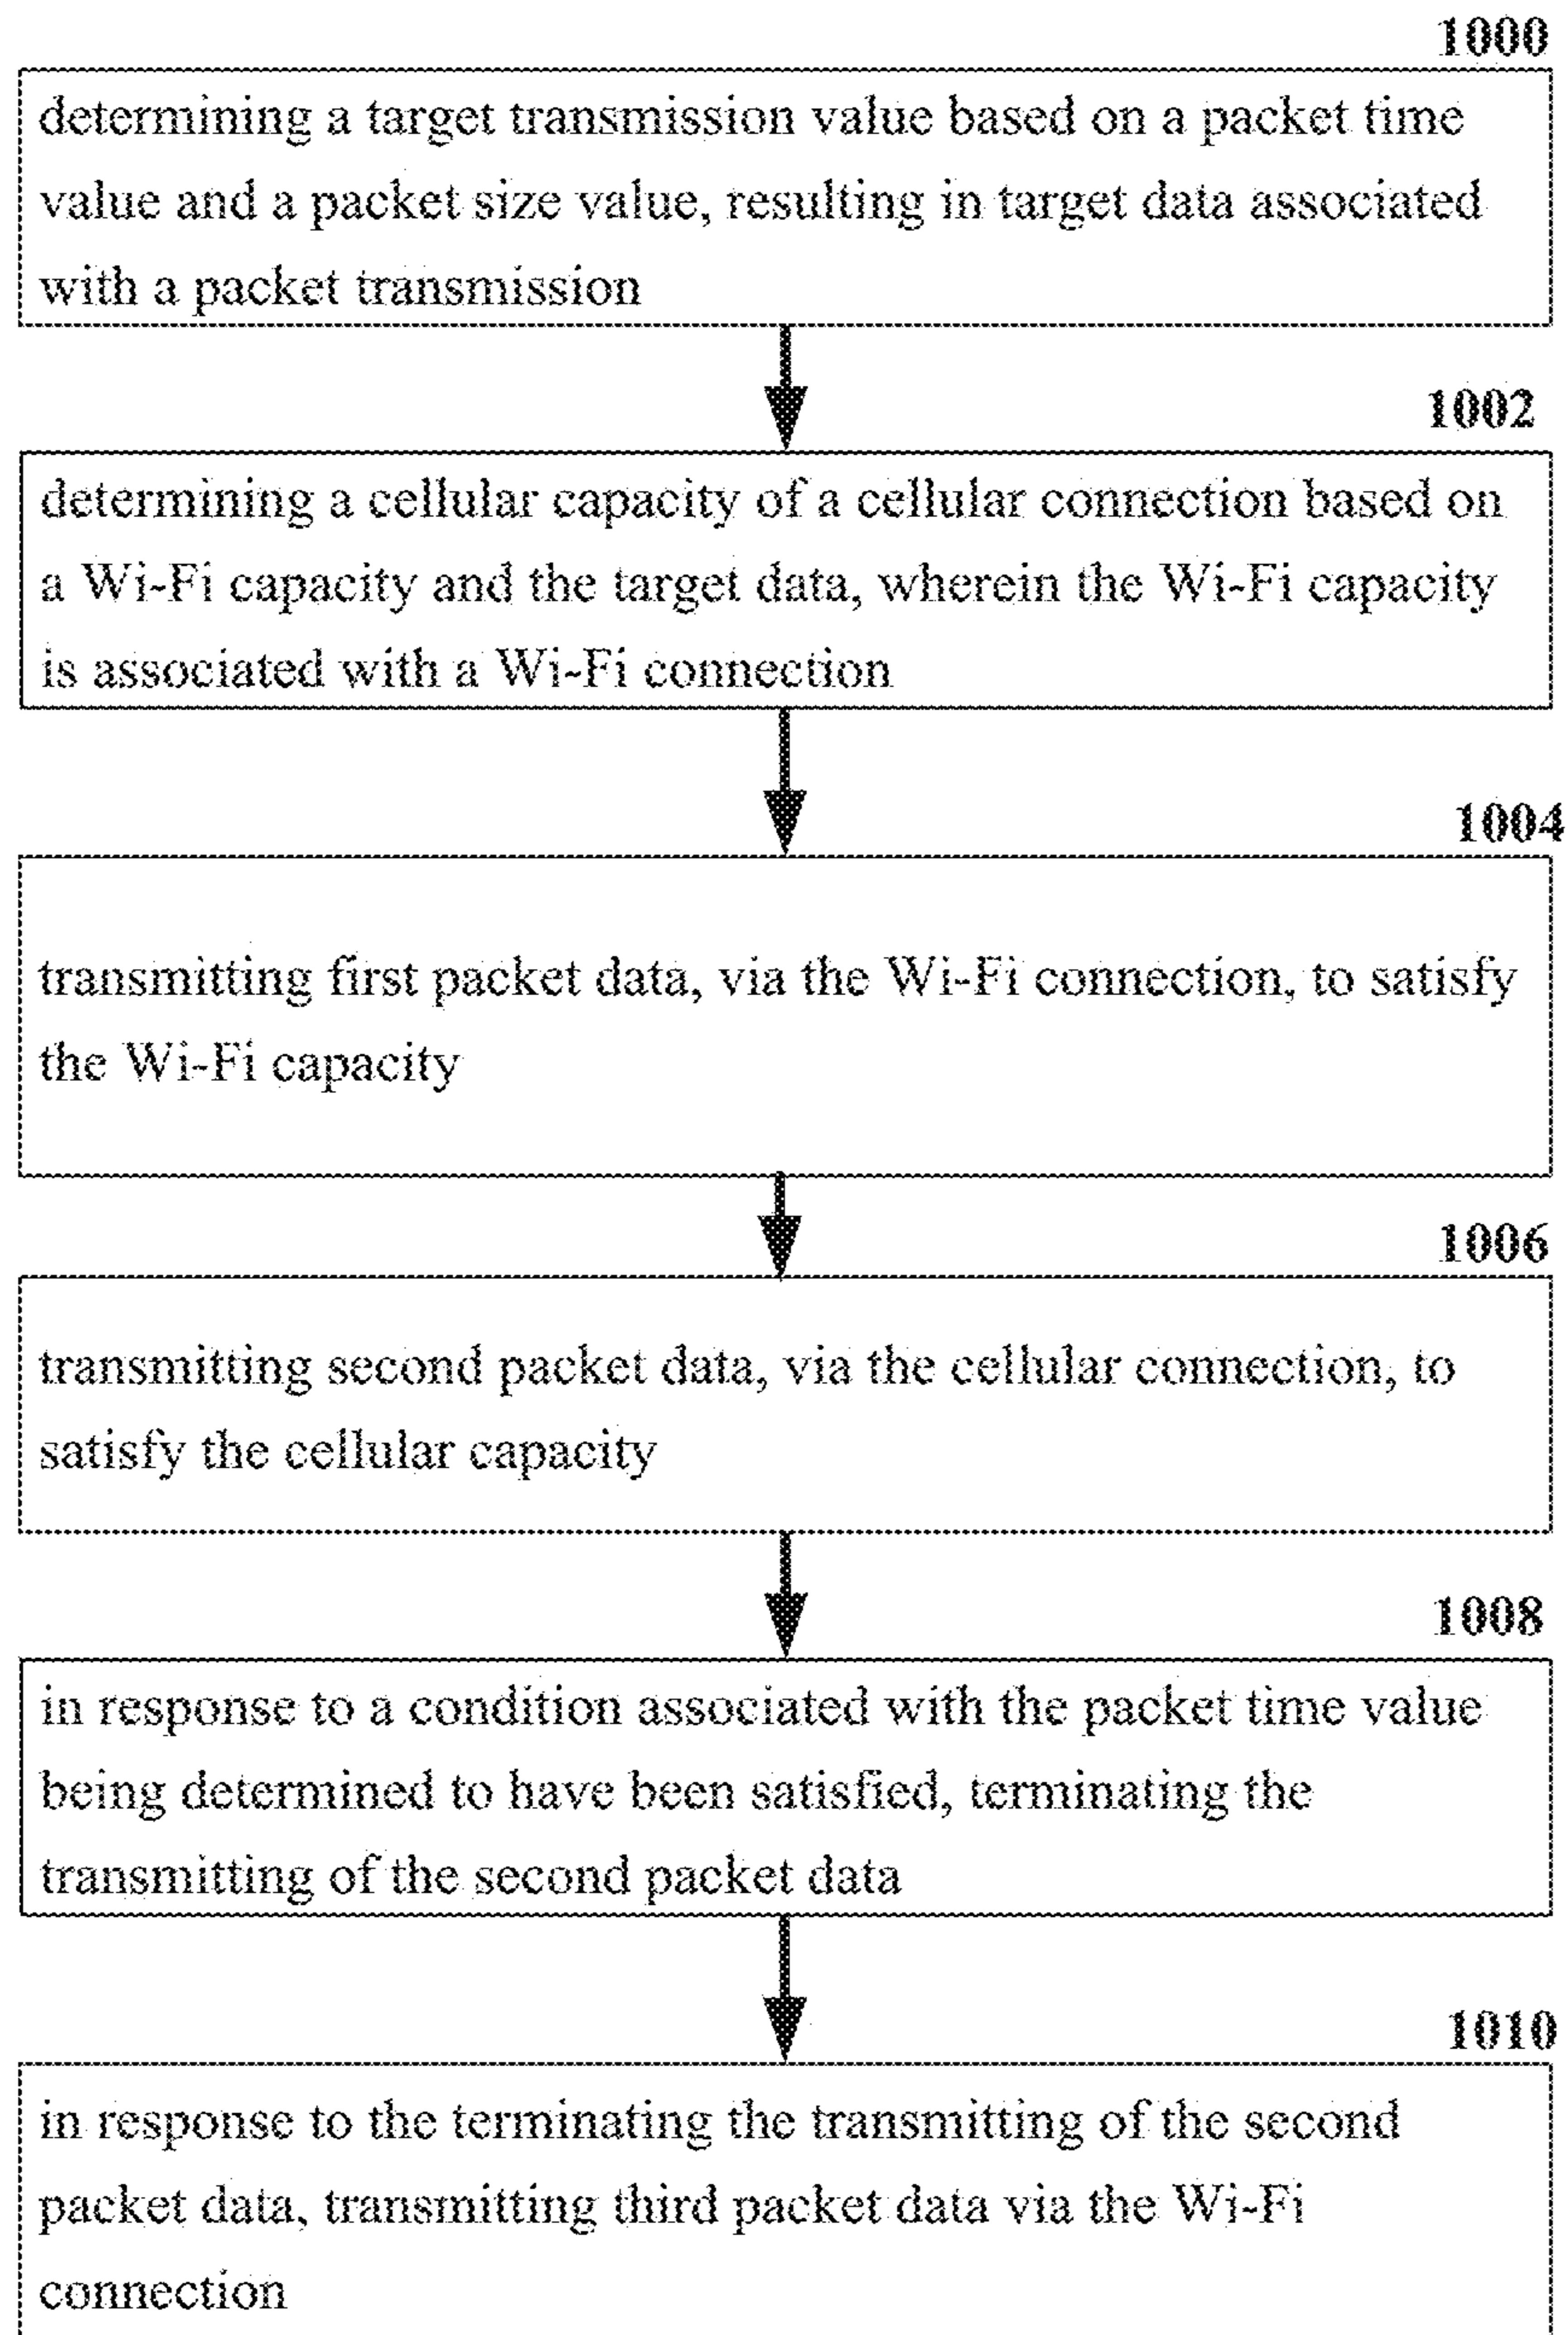 1000
determining a target transmission value based on a packet time
value and a packet size value, resulting in target data associated
with a packet transmission
1002
determining a cellular capacity of a cellular connection based on
a Wi-Fi capacity and the target data, wherein the Wi-Fi capacity
is associated with a Wi-Fi connection
1004
transmitting first packet data, via the Wi-Fi connection, to satisfy
the Wi-Fi capacity
1006
transmitting second packet data, via the cellular connection, to
satisfy the cellular capacity
1008
in response to a condition associated with the packet time value
being determined to have been satisfied, terminating the
transmitting of the second packet data
1010
in response to the terminating the transmitting of the second
packet data, transmitting third packet data via the Wi-Fi
connection